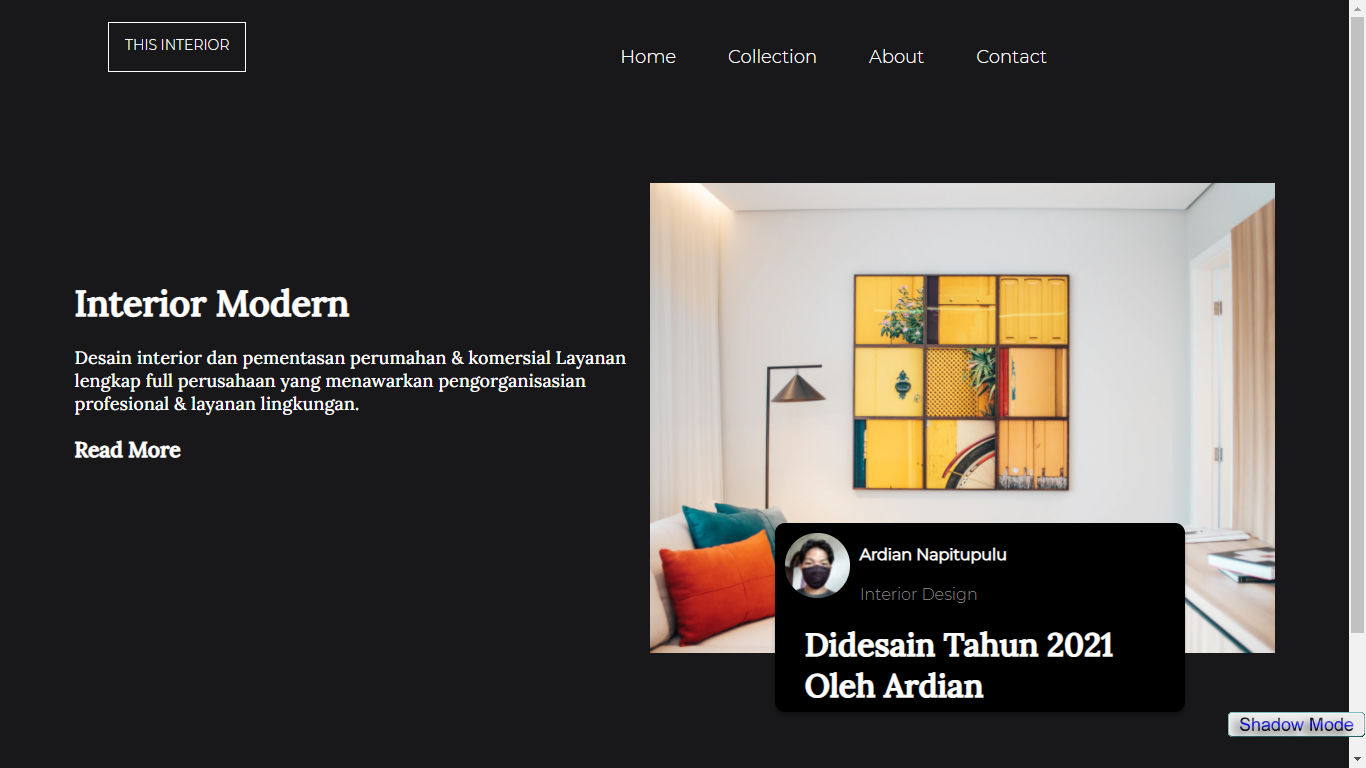 THIS INTERIOR
Home
Collection
About
Contact
Interior Modern
Desain interior dan pementasan perumahan & komersial Layanan
lengkap full perusahaan yang menawarkan pengorganisasian
profesional & layanan lingkungan.
Read More
Ardian Napitupulu
Interior Design
Didesain Tahun 2021
Oleh Ardian
Shadow Mode